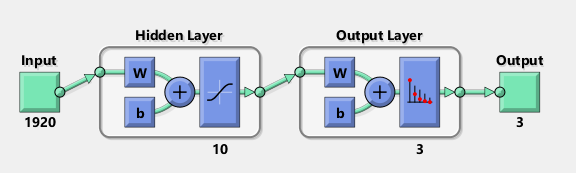 Hidden Layer
Output Layer
Input
Output
W
W
b
+
b
+
1920
3
10
3